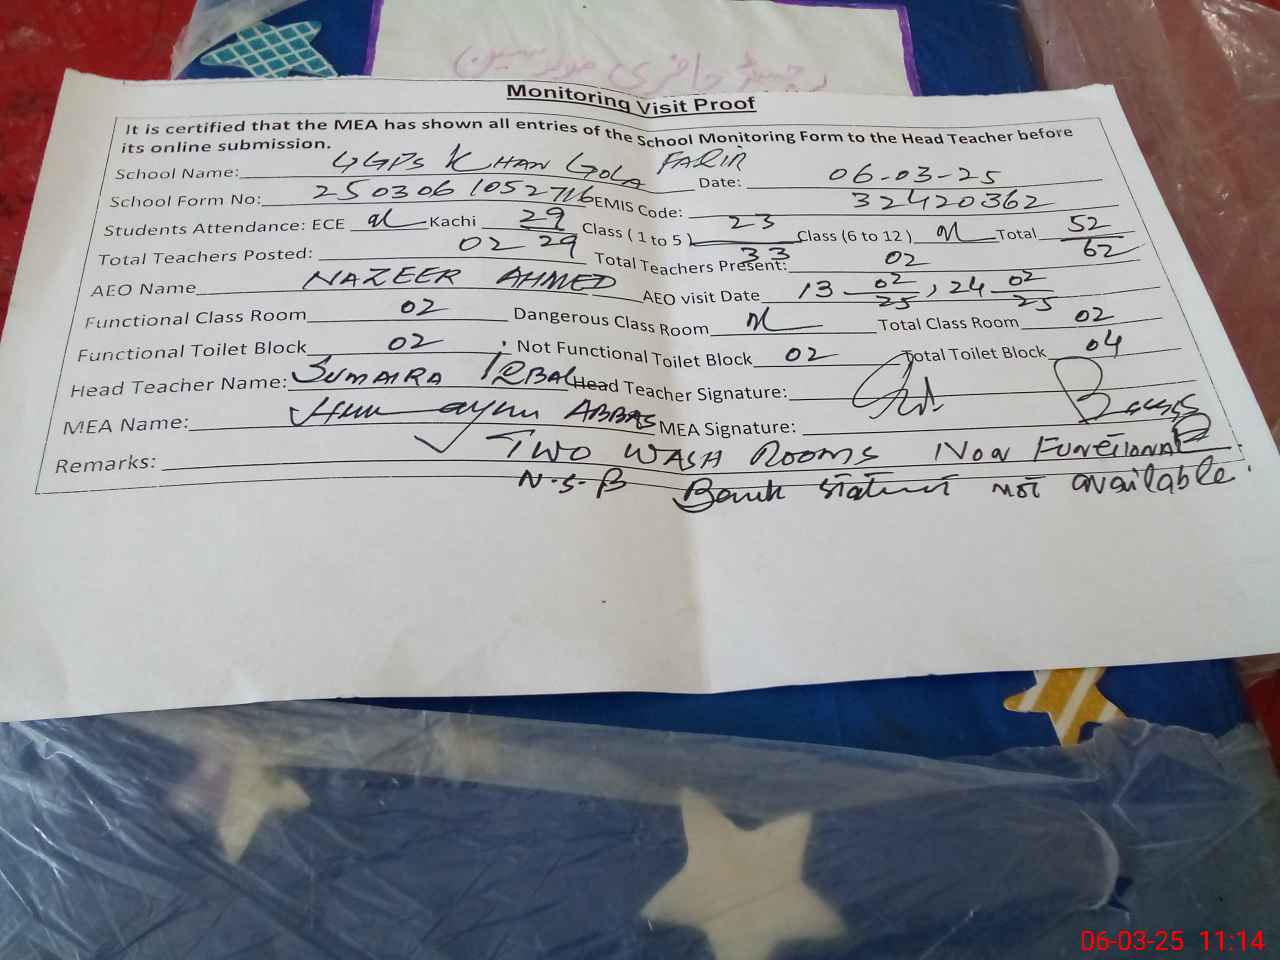 رجسٹر حاضری مدرسین
Monitoring Visit Proof
It is certified that the MEA has shown all entries of the School Monitoring Form to the Head Teacher before
its online submission.
School Name: GGPS KHAN GOLA FAQIR Date: 06-03-25
School Form No: 2503061052716 EMIS Code: 32420362
Students Attendance: ECE Nil Kachi 29/29 Class ( 1 to 5 ) 23/33 Class (6 to 12 ) Nil Total 52/62
Total Teachers Posted: 02 Total Teachers Present: 02
AEO Name NAZEER AHMED AEO visit Date 13-02/25, 24-02/25
Functional Class Room 02 Dangerous Class Room Nil Total Class Room 02
Functional Toilet Block 02 Not Functional Toilet Block 02 Total Toilet Block 04
Head Teacher Name: SUMAIRA IQBAL Head Teacher Signature:
MEA Name: Humayun ABBAS MEA Signature:
Remarks: TWO WASH ROOMS Non Functional
N.S.B Bank statment not available.
06-03-25 11:14